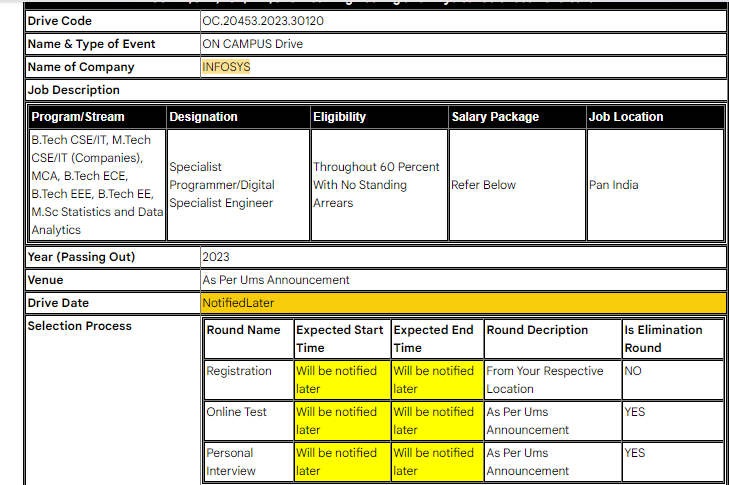 Drive Code OC.20453.2023.30120
Name & Type of Event ON CAMPUS Drive
Name of Company INFOSYS
Job Description
Program/Stream Designation Eligibility Salary Package Job Location
B.Tech CSE/IT, M.Tech
CSE/IT (Companies),
MCA, B.Tech ECE,
B.Tech EEE, B.Tech EE,
M.Sc Statistics and Data
Analytics
Specialist
Programmer/Digital
Specialist Engineer
Throughout 60 Percent
With No Standing
Arrears
Refer Below
Pan India
Year (Passing Out) 2023
Venue As Per Ums Announcement
Drive Date NotifiedLater
Selection Process
Round Name Expected Start
Time
Expected End
Time
Round Decription Is Elimination
Round
Registration
Will be notified
later
Will be notified
later
From Your Respective
Location
NO
Online Test
Will be notified
later
Will be notified
later
As Per Ums
Announcement
YES
Personal
Interview
Will be notified
later
Will be notified
later
As Per Ums
Announcement
YES